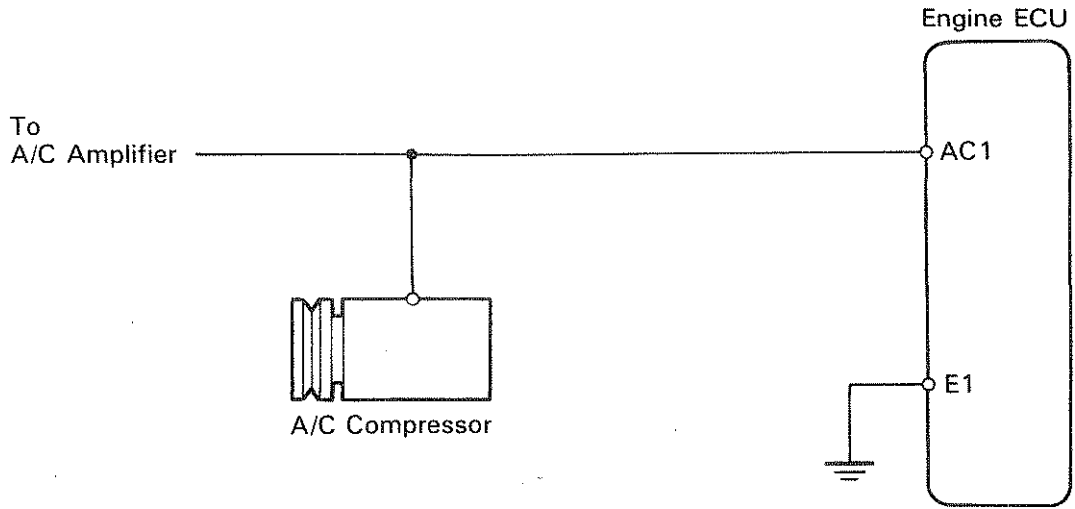 Engine ECU
To
A/C Amplifier
AC1
A/C Compressor
E1